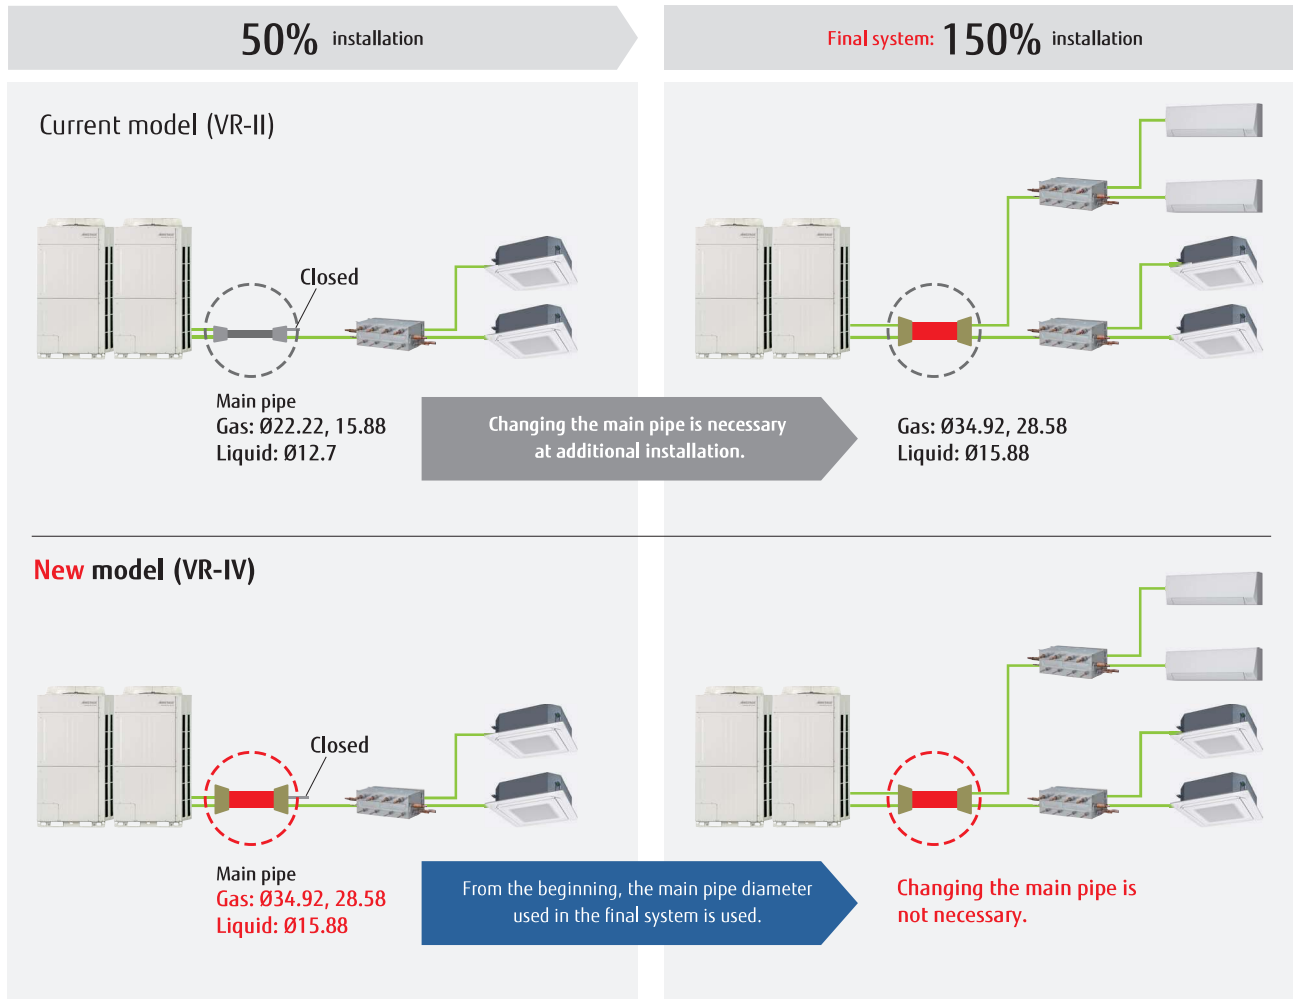 50% installation
Final system: 150% installation
Current model (VR-II)
Closed
Main pipe
Gas: Ø22.22, 15.88
Liquid: Ø12.7
Changing the main pipe is necessary
at additional installation.
Gas: Ø34.92, 28.58
Liquid: Ø15.88
New model (VR-IV)
Closed
Main pipe
Gas: Ø34.92, 28.58
Liquid: Ø15.88
From the beginning, the main pipe diameter
used in the final system is used.
Changing the main pipe is
not necessary.